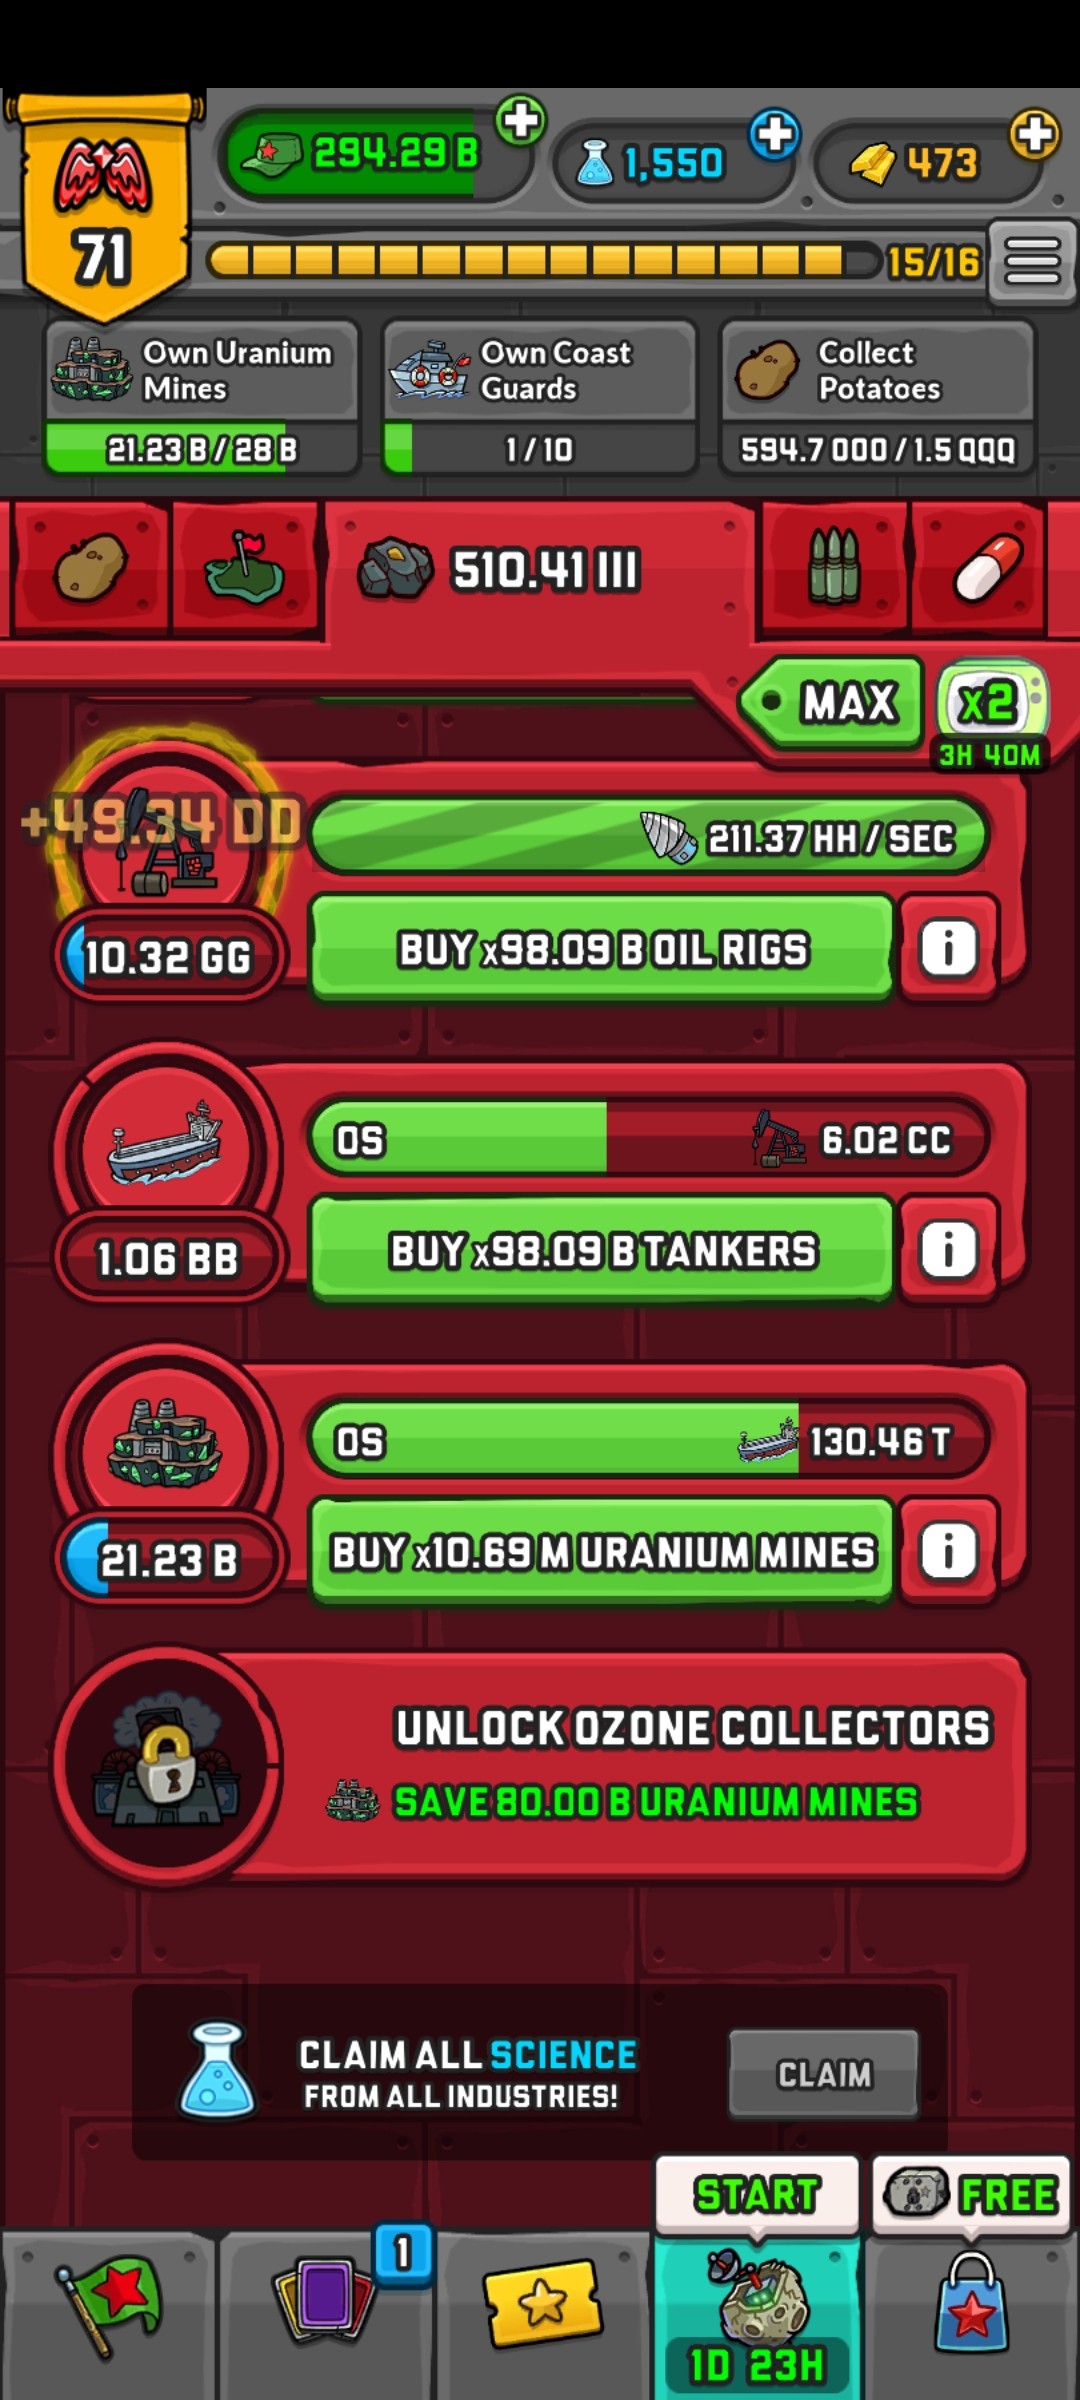 294.29 B
1,550
473
71
15/16
Own Uranium
Mines
21.23 B / 28 B
Own Coast
Guards
1 / 10
Collect
Potatoes
594.7 OOO / 1.5 QQQ
510.41 III
MAX
x2
3H 40M
+49.34 DD
211.37 HH / SEC
10.32 GG
BUY x98.09 B OIL RIGS
i
0S
6.02 CC
1.06 BB
BUY x98.09 B TANKERS
i
0S
130.46 T
21.23 B
BUY x10.69 M URANIUM MINES
i
UNLOCK OZONE COLLECTORS
SAVE 80.00 B URANIUM MINES
CLAIM ALL SCIENCE
FROM ALL INDUSTRIES!
CLAIM
START
FREE
1
1D 23H